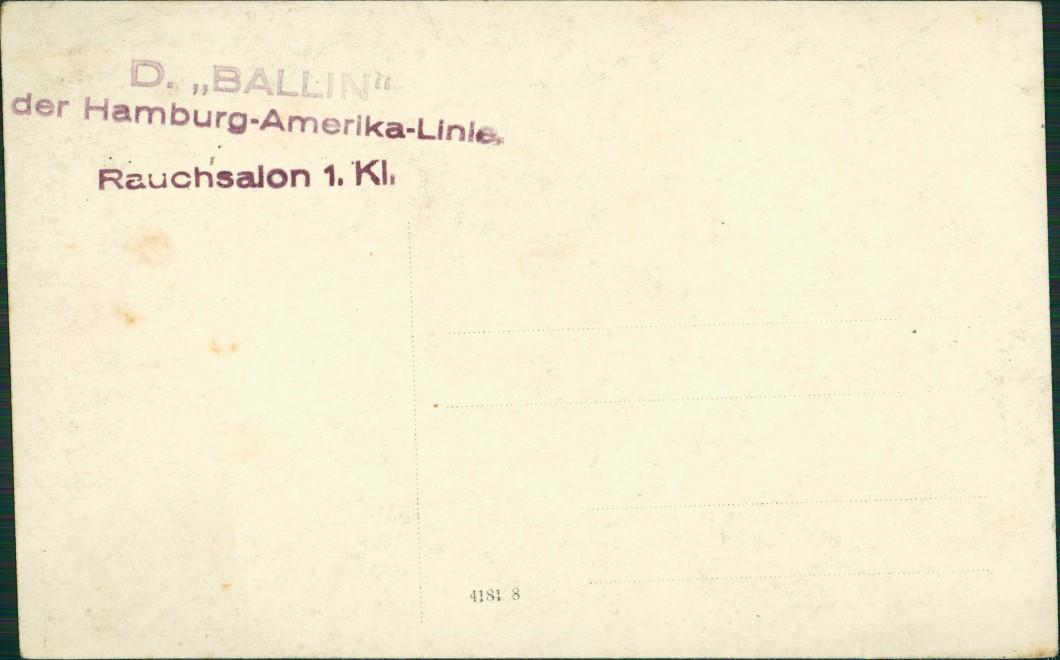 D. „BALLIN“
der Hamburg-Amerika-Linie.
Rauchsalon 1. Kl.
4181 8